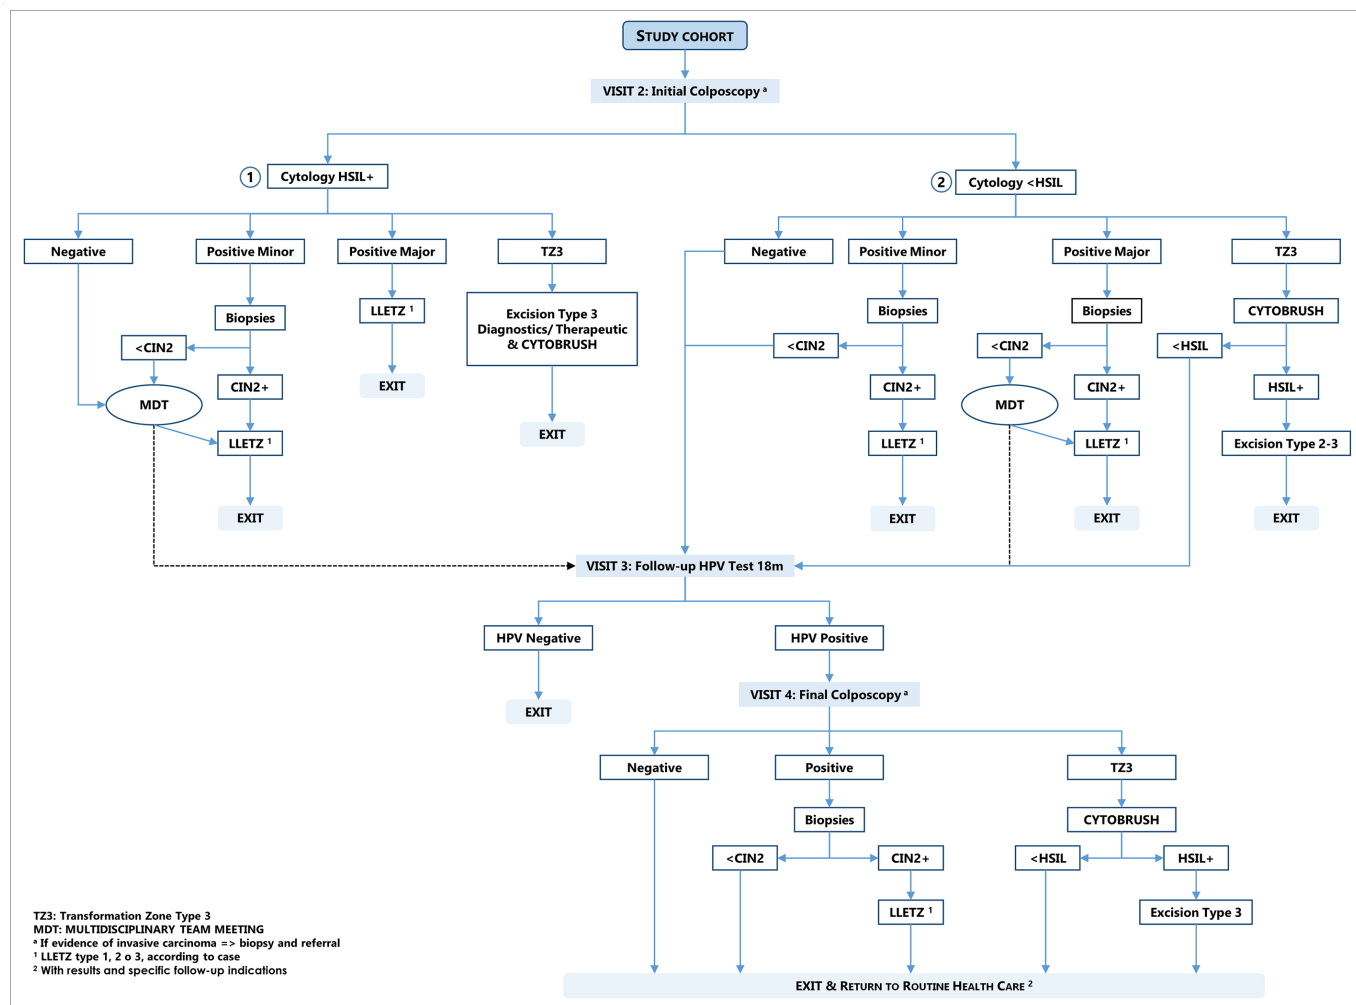 STUDY COHORT
VISIT 2: Initial Colposcopy ª
1
Cytology HSIL+
2
Cytology <HSIL
Negative
Positive Minor
Positive Major
TZ3
Negative
Positive Minor
Positive Major
TZ3
Biopsies
LLETZ ¹
Excision Type 3
Diagnostics/ Therapeutic
& CYTOBRUSH
Biopsies
Biopsies
CYTOBRUSH
<CIN2
<CIN2
<CIN2
<HSIL
CIN2+
EXIT
CIN2+
CIN2+
HSIL+
MDT
MDT
LLETZ ¹
EXIT
LLETZ ¹
LLETZ ¹
Excision Type 2-3
EXIT
EXIT
EXIT
EXIT
VISIT 3: Follow-up HPV Test 18m
HPV Negative
HPV Positive
VISIT 4: Final Colposcopy ª
EXIT
Negative
Positive
TZ3
Biopsies
CYTOBRUSH
<CIN2
CIN2+
<HSIL
HSIL+
LLETZ ¹
Excision Type 3
EXIT & RETURN TO ROUTINE HEALTH CARE ²
TZ3: Transformation Zone Type 3
MDT: MULTIDISCIPLINARY TEAM MEETING
ª If evidence of invasive carcinoma => biopsy and referral
¹ LLETZ type 1, 2 o 3, according to case
² With results and specific follow-up indications